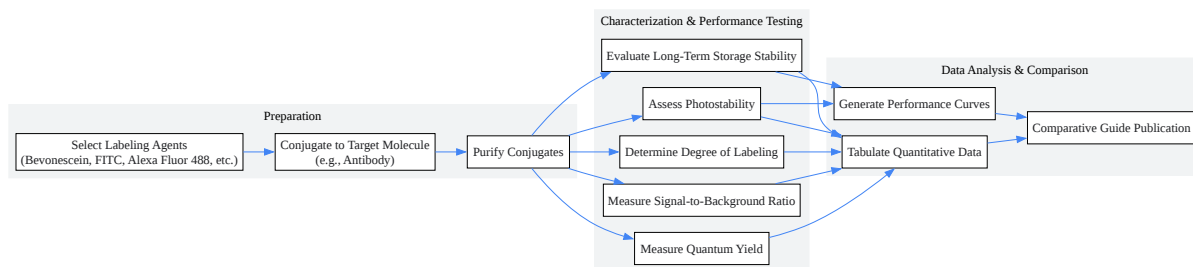 Preparation
Select Labeling Agents
(Bevonescein, FITC, Alexa Fluor 488, etc.)
Conjugate to Target Molecule
(e.g., Antibody)
Purify Conjugates
Characterization & Performance Testing
Evaluate Long-Term Storage Stability
Assess Photostability
Determine Degree of Labeling
Measure Signal-to-Background Ratio
Measure Quantum Yield
Data Analysis & Comparison
Generate Performance Curves
Tabulate Quantitative Data
Comparative Guide Publication